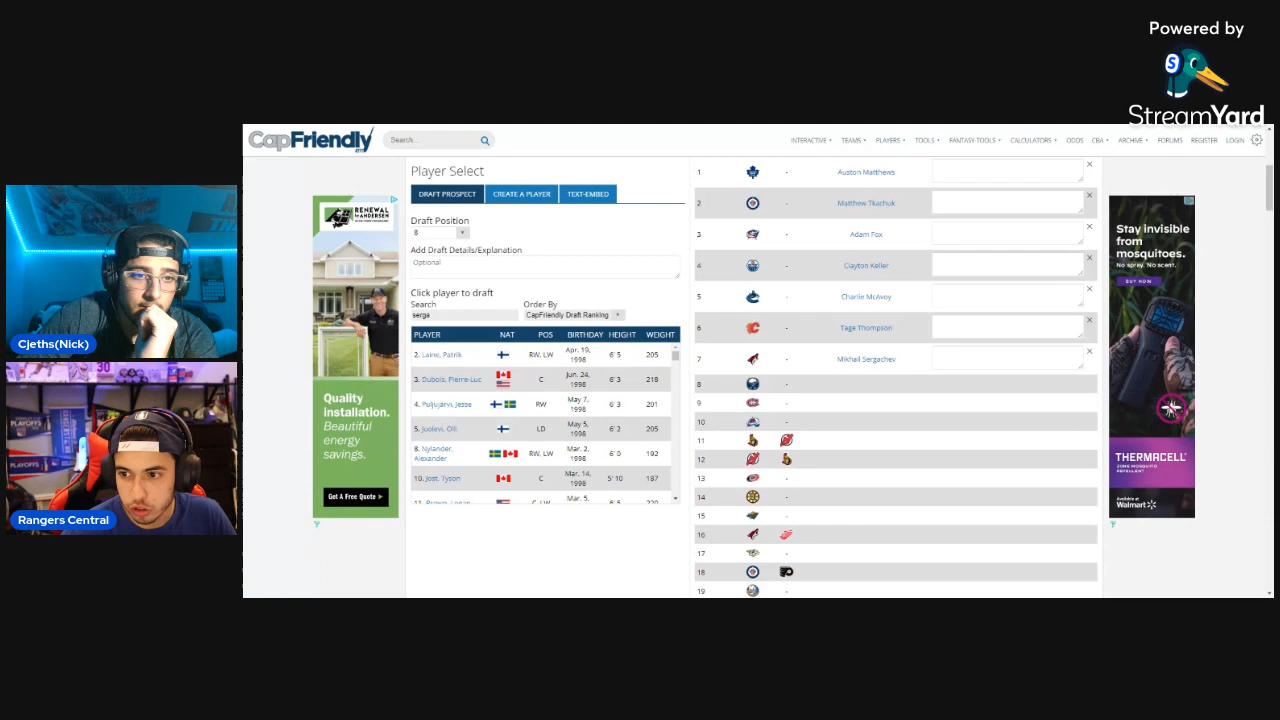 Powered by
StreamYard
CapFriendly
Search...
INTERACTIVE TEAMS PLAYERS TOOLS FANTASY-TOOLS CALCULATORS ODDS CBA ARCHIVE FORUMS REGISTER LOGIN
Player Select
DRAFT PROSPECT CREATE A PLAYER TEXT-EMBED
Draft Position
8
Add Draft Details/Explanation
Optional
Click player to draft
Search Order By
serga CapFriendly Draft Ranking
PLAYER NAT POS BIRTHDAY HEIGHT WEIGHT
2. Laine, Patrik RW, LW Apr. 19, 1998 6' 5 205
3. Dubois, Pierre-Luc C Jun. 24, 1998 6' 3 218
4. Puljujärvi, Jesse RW May 7, 1998 6' 3 201
5. Juolevi, Olli LD May 5, 1998 6' 2 205
8. Nylander, Alexander RW, LW Mar. 2, 1998 6' 0 192
10. Jost, Tyson C Mar. 14, 1998 5' 10 187
Mar. 5,
1 - Auston Matthews
2 - Matthew Tkachuk
3 - Adam Fox
4 - Clayton Keller
5 - Charlie McAvoy
6 - Tage Thompson
7 - Mikhail Sergachev
8 -
9 -
10 -
11
12
13 -
14 -
15 -
16
17 -
18
19 -
RENEWAL
by ANDERSEN
Quality
installation.
Beautiful
energy
savings.
Get A Free Quote
Stay invisible
from
mosquitoes.
No spray. No scent.
BUY NOW
THERMACELL
ZONE MOSQUITO
REPELLENT
Available at
Walmart
Cjeths(Nick)
PLAYOFFS
Rangers Central